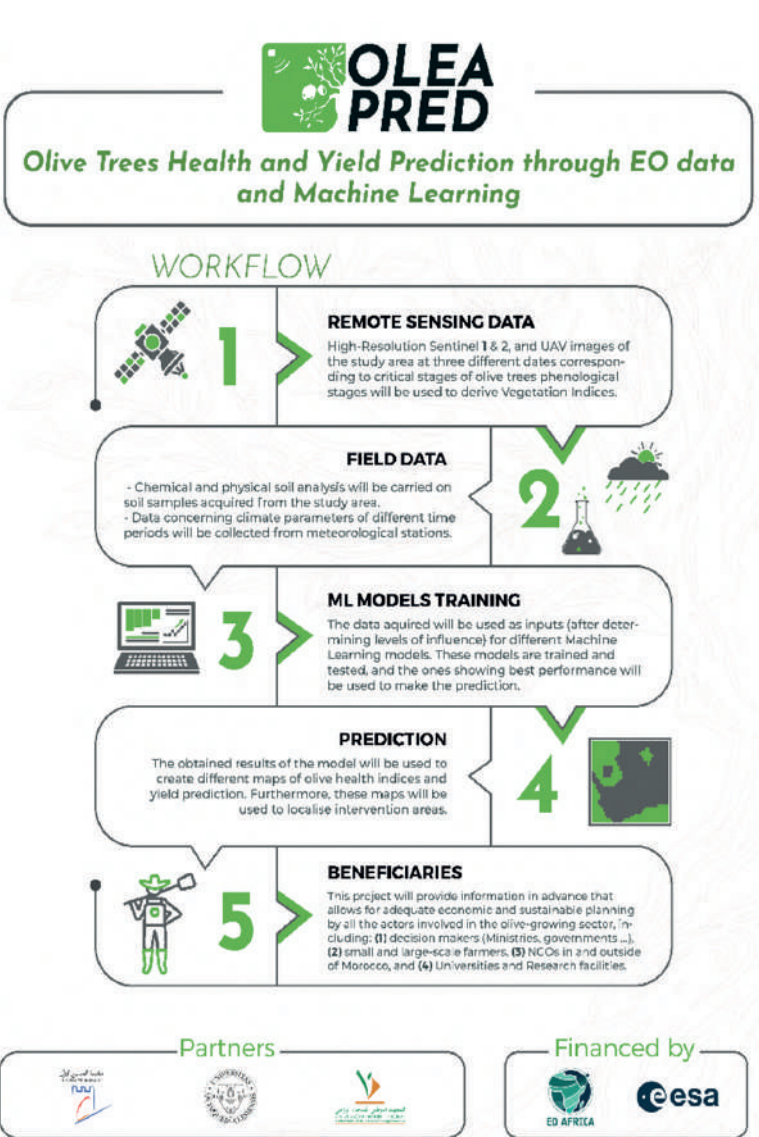 OLEA
PRED
Olive Trees Health and Yield Prediction through EO data
and Machine Learning
WORKFLOW
1
REMOTE SENSING DATA
High-Resolution Sentinel 1 & 2, and UAV images of
the study area at three different dates correspon-
ding to critical stages of olive trees phenological
stages will be used to derive Vegetation Indices.
FIELD DATA
- Chemical and physical soil analysis will be carried on
soil samples acquired from the study area.
- Data concerning climate parameters of different time
periods will be collected from meteorological stations.
2
3
ML MODELS TRAINING
The data aquired will be used as inputs (after deter-
mining levels of influence) for different Machine
Learning models. These models are trained and
tested, and the ones showing best performance will
be used to make the prediction.
PREDICTION
The obtained results of the model will be used to
create different maps of olive health indices and
yield prediction. Furthermore, these maps will be
used to localise intervention areas.
4
5
BENEFICIARIES
This project will provide information in advance that
allows for adequate economic and sustainable planning
by all the actors involved in the olive-growing sector, in-
cluding: (1) decision makers (Ministries, governments ...),
(2) small and large-scale farmers, (3) NGOs in and outside
of Morocco, and (4) Universities and Research facilities.
Partners
Financed by
EO AFRICA
esa